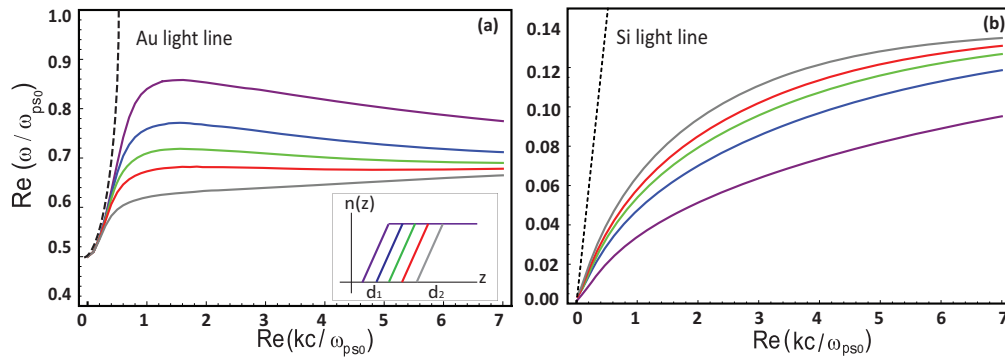 (a)
Au light line
Re (ω / ω_pso)
1.0
0.9
0.8
0.7
0.6
0.5
0.4
0 1 2 3 4 5 6 7
Re(kc/ω_pso)
n(z)
d₁ d₂ z
(b)
Si light line
0.14
0.12
0.10
0.08
0.06
0.04
0.02
0.00
0 1 2 3 4 5 6 7
Re (kc/ω_pso)